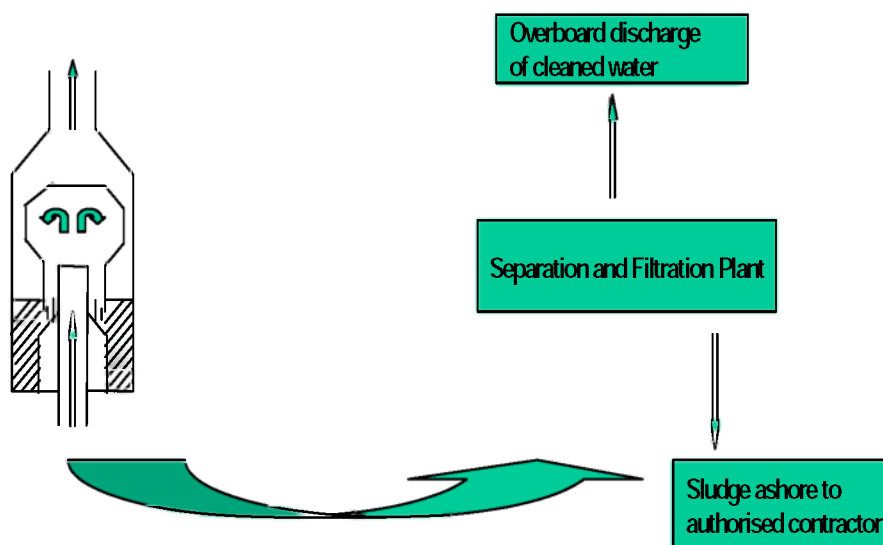 Overboard discharge
of cleaned water
Separation and Filtration Plant
Sludge ashore to
authorised contractor